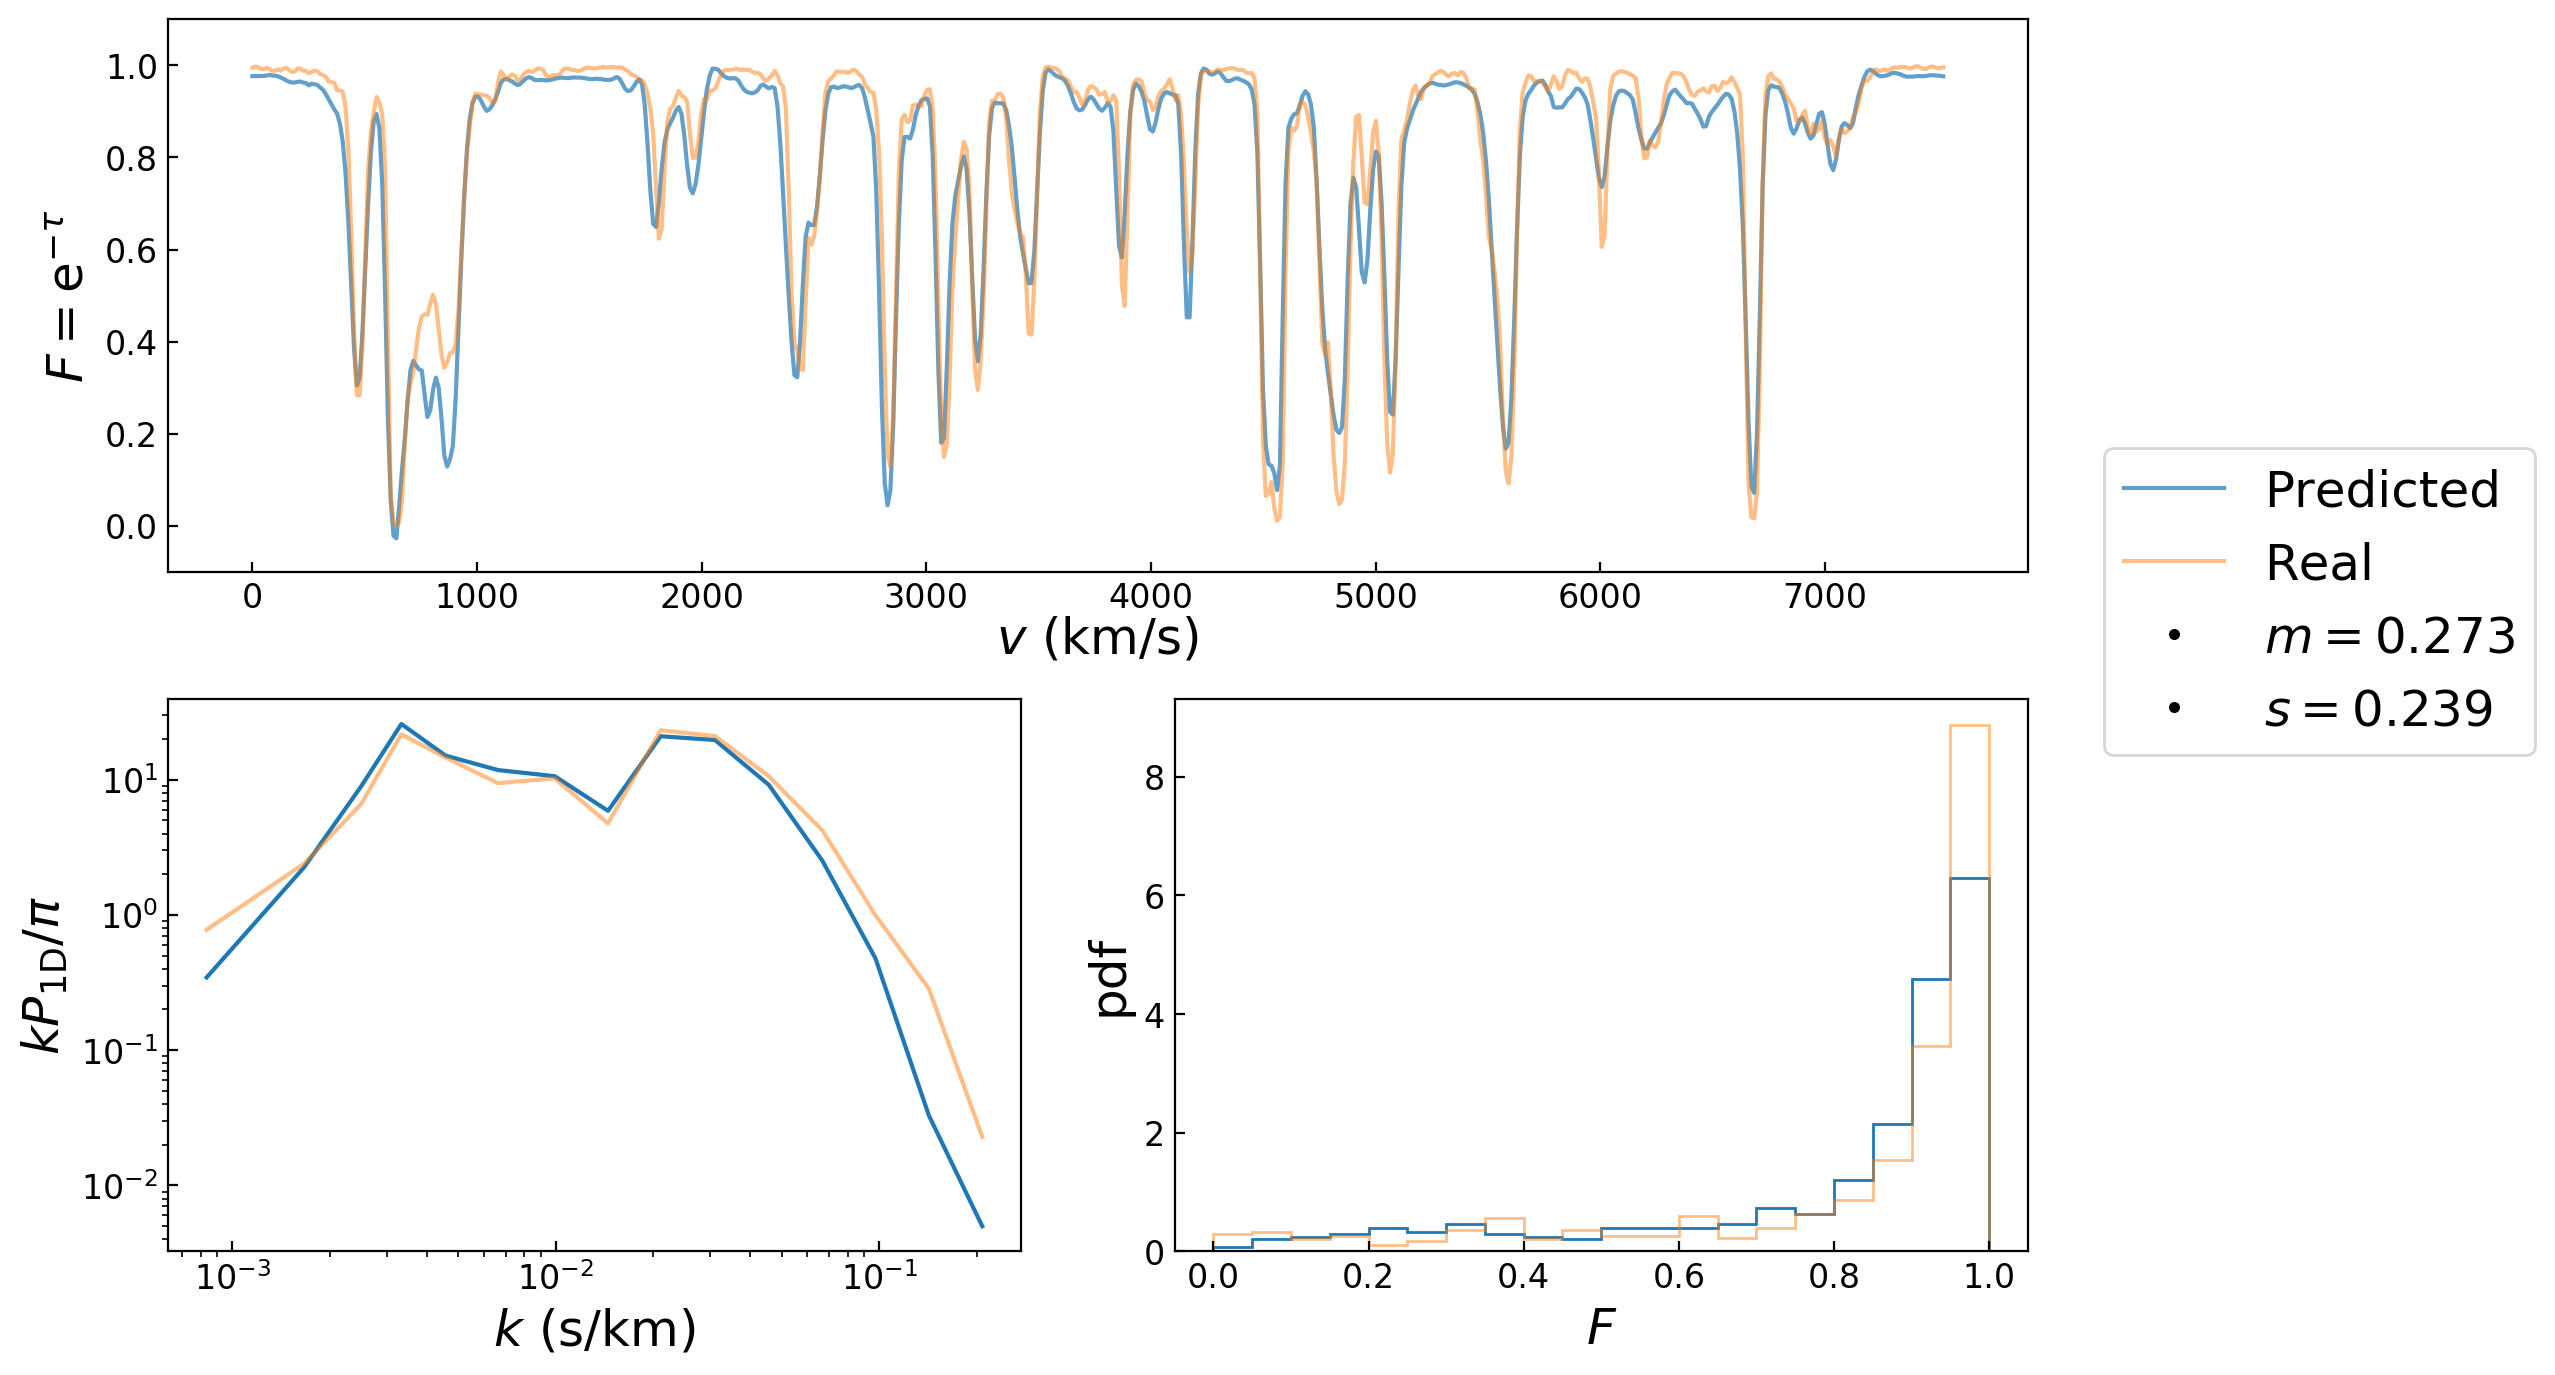 F = e^{−τ}
1.0
0.8
0.6
0.4
0.2
0.0
0 1000 2000 3000 4000 5000 6000 7000
v (km/s)
Predicted
Real
m = 0.273
s = 0.239
kP_{1D}/π
10^1
10^0
10^{−1}
10^{−2}
10^{−3} 10^{−2} 10^{−1}
k (s/km)
pdf
8
6
4
2
0
0.0 0.2 0.4 0.6 0.8 1.0
F